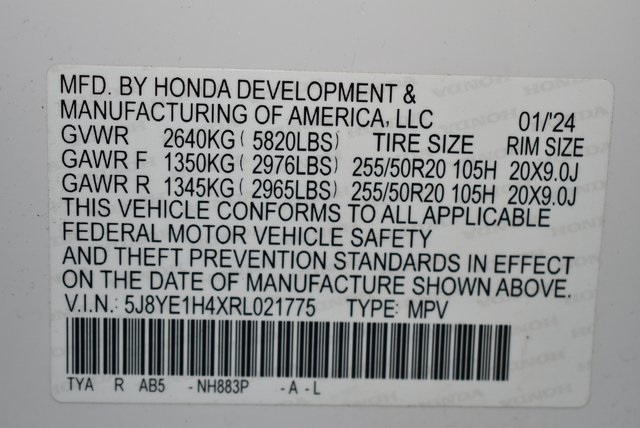 MFD. BY HONDA DEVELOPMENT &
MANUFACTURING OF AMERICA, LLC 01/'24
GVWR 2640KG ( 5820LBS) TIRE SIZE RIM SIZE
GAWR F 1350KG ( 2976LBS) 255/50R20 105H 20X9.0J
GAWR R 1345KG ( 2965LBS) 255/50R20 105H 20X9.0J
THIS VEHICLE CONFORMS TO ALL APPLICABLE
FEDERAL MOTOR VEHICLE SAFETY
AND THEFT PREVENTION STANDARDS IN EFFECT
ON THE DATE OF MANUFACTURE SHOWN ABOVE.
V.I.N.: 5J8YE1H4XRL021775 TYPE: MPV
TYA R AB5 -NH883P -A-L